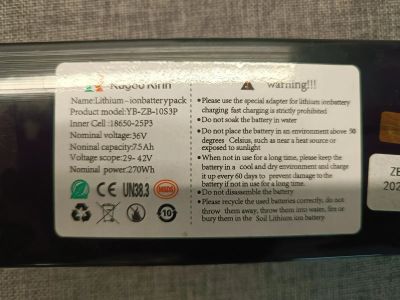 Kugoo Kirin
Name:Lithium-ionbatterypack
Product model:YB-ZB-10S3P
Inner Cell :18650-25P3
Nominal voltage:36V
Noninal capacity:7.5Ah
Voltage scope:29- 42V
Nominal power:270Wh
CE UN38.3 MSDS
10
warning!!!
• Please use the special adapter for lithium ionbattery
charging fast charging is strictly prohibited
• Do not soak the battery in water
• Do not place the battery in an environment above 50
degrees Celsius, such as near a heat source or
exposed to sunlight
• When not in use for a long time, please keep the
battery in a cool and dry environment and charge
it up every 60 days to prevent damage to the
battery if not in use for a long time.
• Do not disassemble the battery
• Please recycle the used batteries correctly, do not
throw them away, throw them into water, fire or
bury them in the Soil Lithium ion battery.
ZB
202